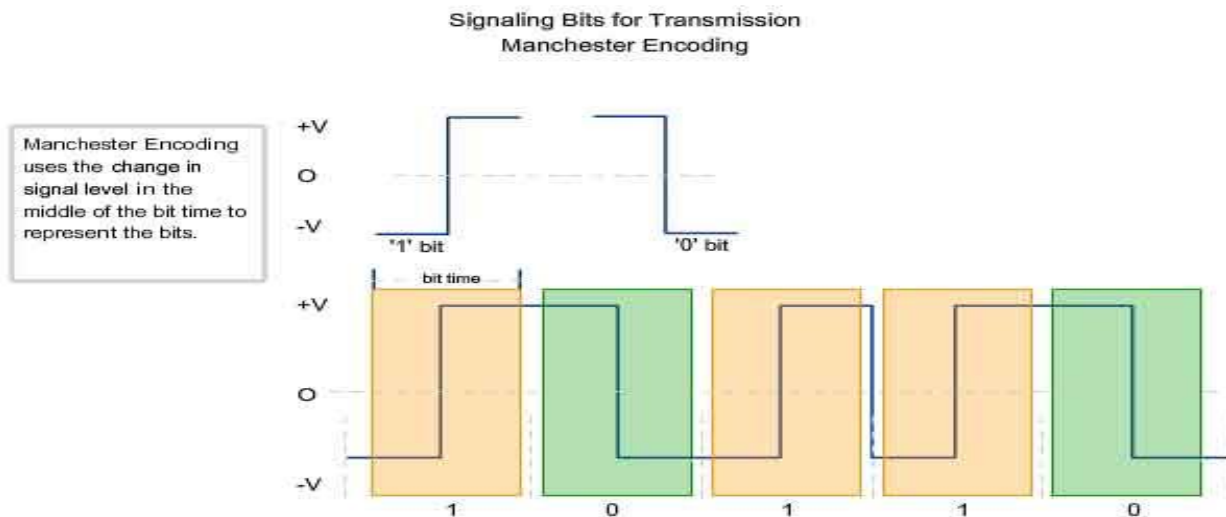 Signaling Bits for Transmission
Manchester Encoding
Manchester Encoding
uses the change in
signal level in the
middle of the bit time to
represent the bits.
+V
O
-V
'1' bit
'0' bit
bit time
+V
O
-V
1 0 1 1 0